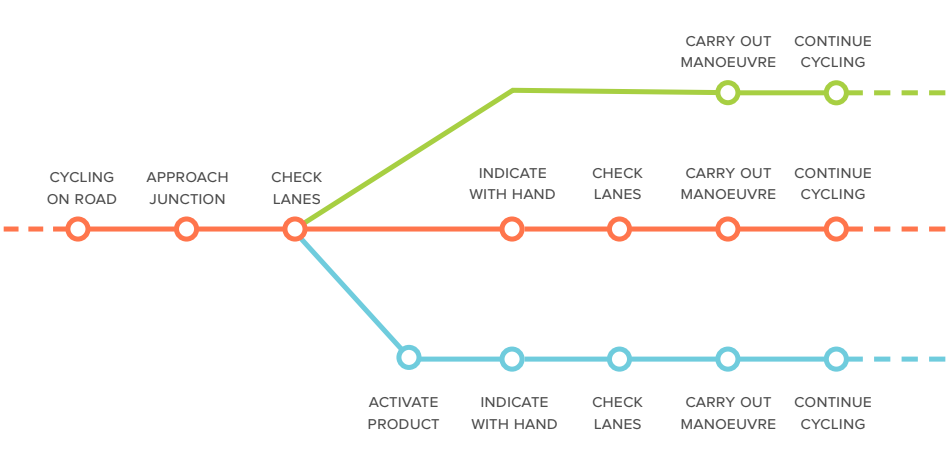 CARRY OUT
MANOEUVRE
CONTINUE
CYCLING
CYCLING
ON ROAD
APPROACH
JUNCTION
CHECK
LANES
INDICATE
WITH HAND
CHECK
LANES
CARRY OUT
MANOEUVRE
CONTINUE
CYCLING
ACTIVATE
PRODUCT
INDICATE
WITH HAND
CHECK
LANES
CARRY OUT
MANOEUVRE
CONTINUE
CYCLING